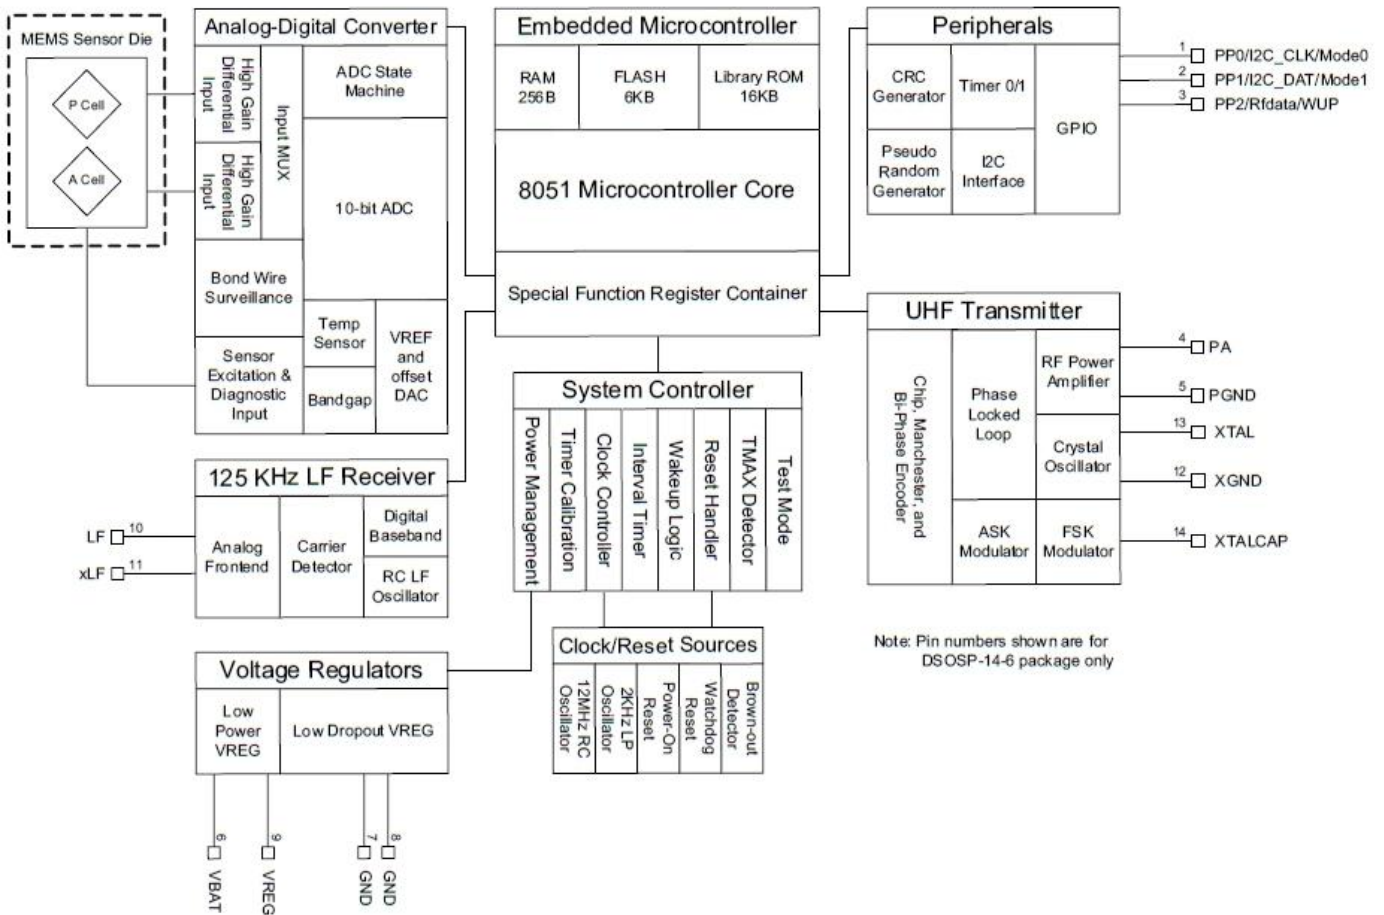 MEMS Sensor Die
P Cell
A Cell
Analog-Digital Converter
High Gain
Differential
Input
High Gain
Differential
Input
Input MUX
ADC State
Machine
10-bit ADC
Bond Wire
Surveillance
Temp
Sensor
VREF
and
offset
DAC
Sensor
Excitation &
Diagnostic
Input
Bandgap
Embedded Microcontroller
RAM
256B
FLASH
6KB
Library ROM
16KB
8051 Microcontroller Core
Special Function Register Container
Peripherals
CRC
Generator
Timer 0/1
GPIO
Pseudo
Random
Generator
I2C
Interface
1 PP0/I2C_CLK/Mode0
2 PP1/I2C_DAT/Mode1
3 PP2/Rfdata/WUP
UHF Transmitter
Chip, Manchester, and
Bi-Phase Encoder
Phase
Locked
Loop
RF Power
Amplifier
Crystal
Oscillator
ASK
Modulator
FSK
Modulator
4 PA
5 PGND
13 XTAL
12 XGND
14 XTALCAP
System Controller
Power Management
Timer Calibration
Clock Controller
Interval Timer
Wakeup Logic
Reset Handler
TMAX Detector
Test Mode
125 KHz LF Receiver
LF 10
xLF 11
Analog
Frontend
Carrier
Detector
Digital
Baseband
RC LF
Oscillator
Clock/Reset Sources
12MHz RC
Oscillator
2KHz LP
Oscillator
Power-On
Reset
Watchdog
Reset
Brown-out
Detector
Voltage Regulators
Low
Power
VREG
Low Dropout VREG
6 VBAT
9 VREG
7 GND
8 GND
Note: Pin numbers shown are for
DSOSP-14-6 package only